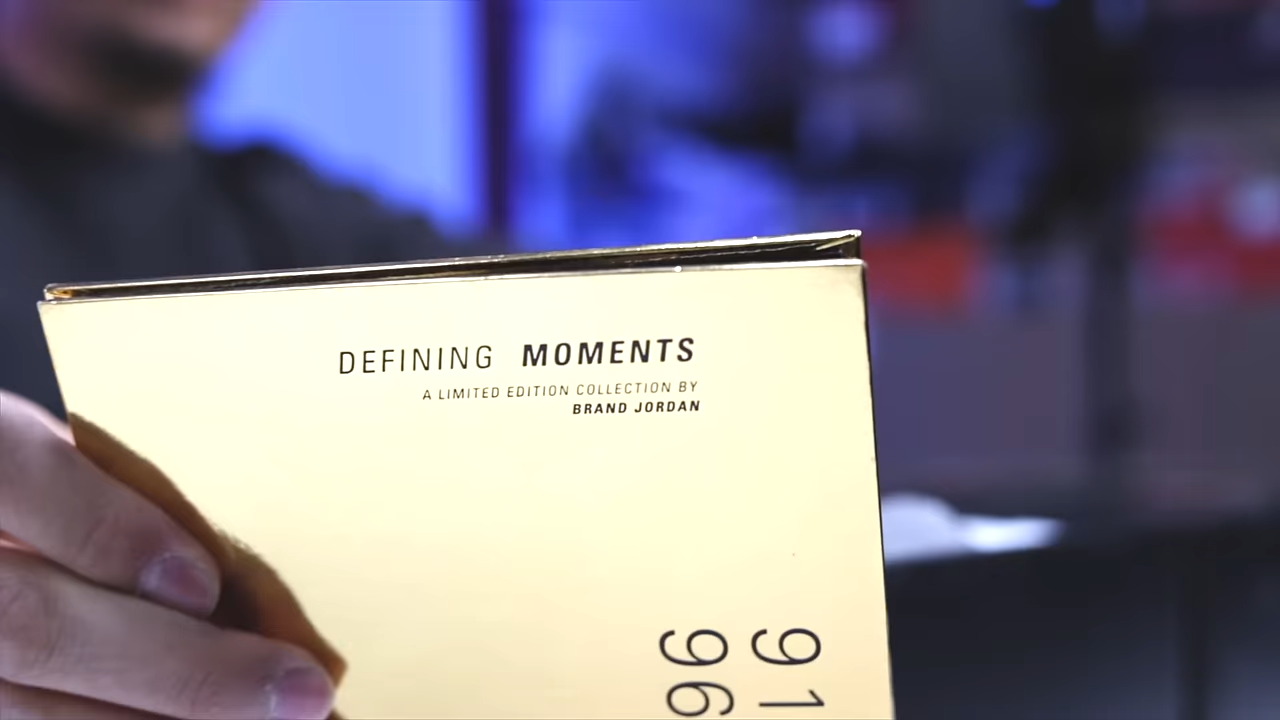 DEFINING MOMENTS
A LIMITED EDITION COLLECTION BY
BRAND JORDAN
91
96